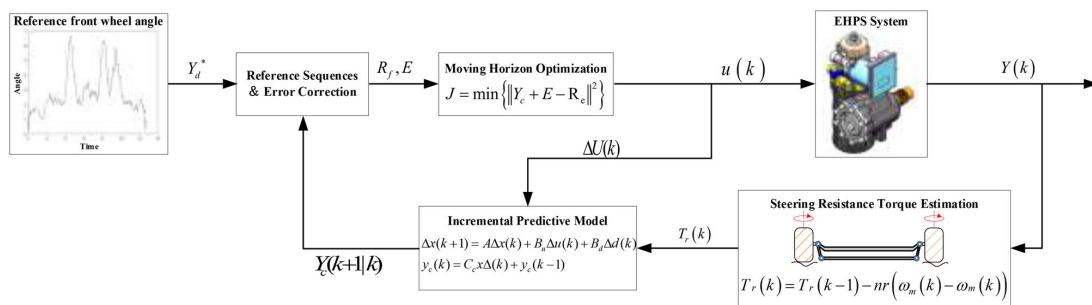 Reference front wheel angle
Angle
Time
Y_d^*
Reference Sequences
& Error Correction
R_f, E
Moving Horizon Optimization
J = min{‖Y_c + E − R_e‖²}
u(k)
EHPS System
Y(k)
ΔU(k)
Incremental Predictive Model
Δx(k+1) = AΔx(k) + B_uΔu(k) + B_dΔd(k)
y_c(k) = C_cxΔ(k) + y_c(k−1)
Y_c(k+1|k)
T_r(k)
Steering Resistance Torque Estimation
T_r(k) = T_r(k−1) − nr(ω_m(k) − ω_m(k))